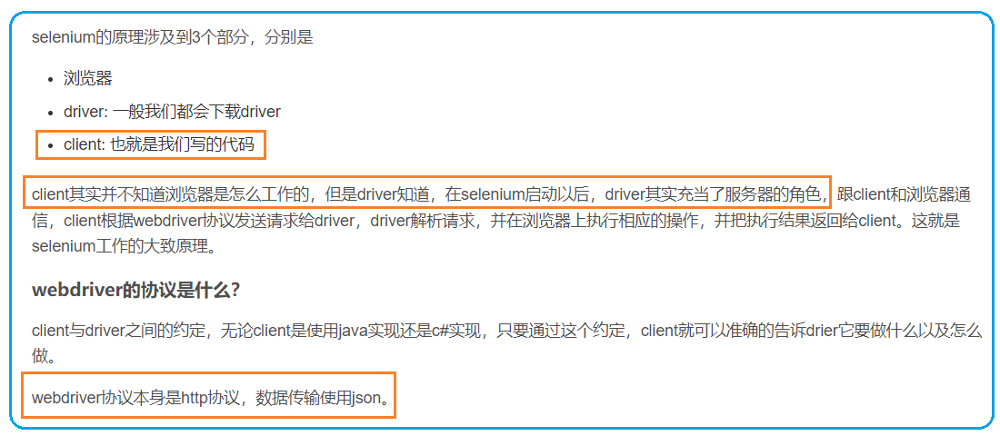 selenium的原理涉及到3个部分，分别是
• 浏览器
• driver: 一般我们都会下载driver
• client: 也就是我们写的代码
client其实并不知道浏览器是怎么工作的，但是driver知道，在selenium启动以后，driver其实充当了服务器的角色，跟client和浏览器通
信，client根据webdriver协议发送请求给driver，driver解析请求，并在浏览器上执行相应的操作，并把执行结果返回给client。这就是
selenium工作的大致原理。
webdriver的协议是什么？
client与driver之间的约定，无论client是使用java实现还是c#实现，只要通过这个约定，client就可以准确的告诉drier它要做什么以及怎么
做。
webdriver协议本身是http协议，数据传输使用json。